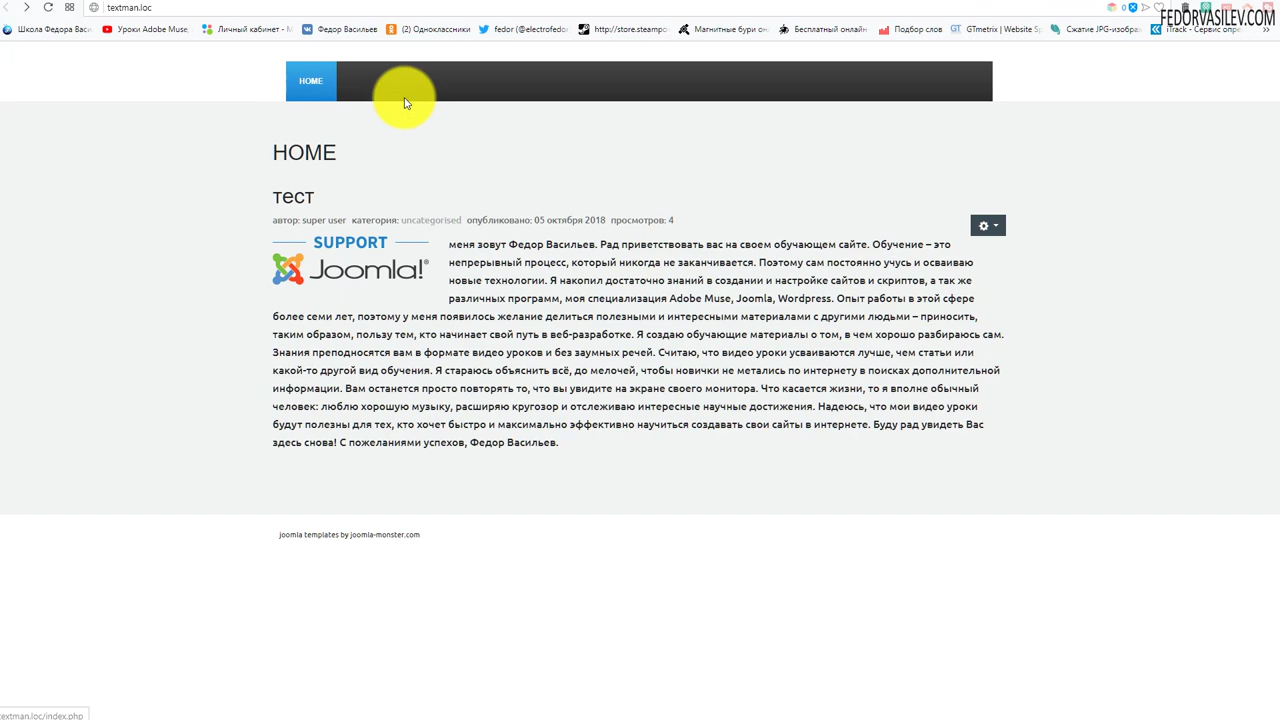 textman.loc
FEDORVASILEV.COM
Школа Федора Васи
Уроки Adobe Muse,
Личный кабинет - М
Федор Васильев
(2) Одноклассники
fedor (@electrofedo
http://store.steampo
Магнитные бури он
Бесплатный онлайн
Подбор слов
GTmetrix | Website Sp
Сжатие JPG-изобра
iTrack - Сервис опре
HOME
HOME
тест
автор: super user категория: uncategorised опубликовано: 05 октября 2018 просмотров: 4
SUPPORT
Joomla!®
меня зовут Федор Васильев. Рад приветствовать вас на своем обучающем сайте. Обучение – это
непрерывный процесс, который никогда не заканчивается. Поэтому сам постоянно учусь и осваиваю
новые технологии. Я накопил достаточно знаний в создании и настройке сайтов и скриптов, а так же
различных программ, моя специализация Adobe Muse, Joomla, Wordpress. Опыт работы в этой сфере
более семи лет, поэтому у меня появилось желание делиться полезными и интересными материалами с другими людьми – приносить,
таким образом, пользу тем, кто начинает свой путь в веб-разработке. Я создаю обучающие материалы о том, в чем хорошо разбираюсь сам.
Знания преподносятся вам в формате видео уроков и без заумных речей. Считаю, что видео уроки усваиваются лучше, чем статьи или
какой-то другой вид обучения. Я стараюсь объяснить всё, до мелочей, чтобы новички не метались по интернету в поисках дополнительной
информации. Вам останется просто повторять то, что вы увидите на экране своего монитора. Что касается жизни, то я вполне обычный
человек: люблю хорошую музыку, расширяю кругозор и отслеживаю интересные научные достижения. Надеюсь, что мои видео уроки
будут полезны для тех, кто хочет быстро и максимально эффективно научиться создавать свои сайты в интернете. Буду рад увидеть Вас
здесь снова! С пожеланиями успехов, Федор Васильев.
joomla templates by joomla-monster.com
textman.loc/index.php